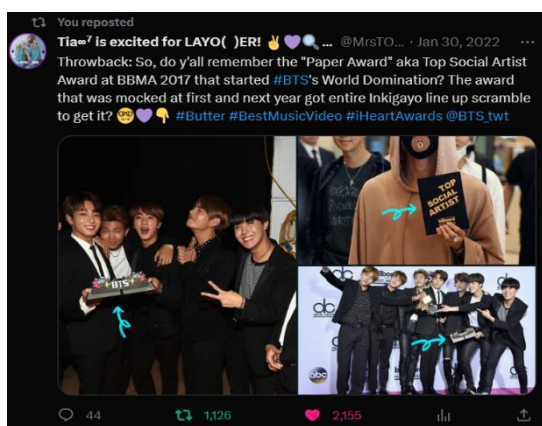 You reposted
Tia∞⁷ is excited for LAYO( )ER! ✌💜🔍 ... @MrsTO... · Jan 30, 2022 ···
Throwback: So, do y'all remember the "Paper Award" aka Top Social Artist
Award at BBMA 2017 that started #BTS's World Domination? The award
that was mocked at first and next year got entire Inkigayo line up scramble
to get it? 🤓💜👇 #Butter #BestMusicVideo #iHeartAwards @BTS_twt
BTS
TOP
SOCIAL
ARTIST
billboard
abc
44
1,126
2,155